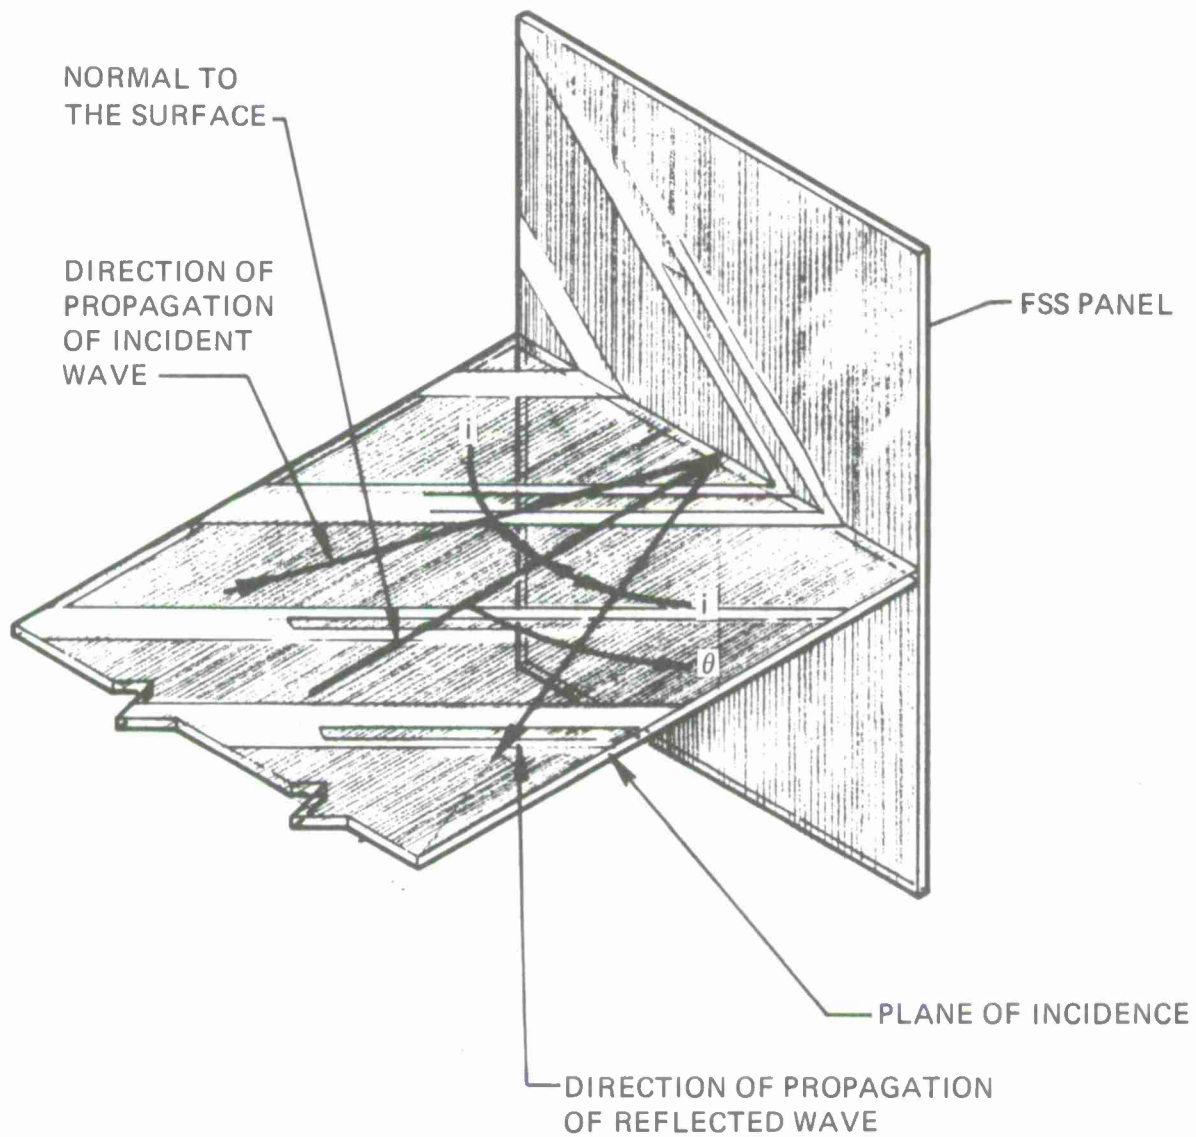 NORMAL TO
THE SURFACE
DIRECTION OF
PROPAGATION
OF INCIDENT
WAVE
FSS PANEL
i
i
θ
PLANE OF INCIDENCE
DIRECTION OF PROPAGATION
OF REFLECTED WAVE